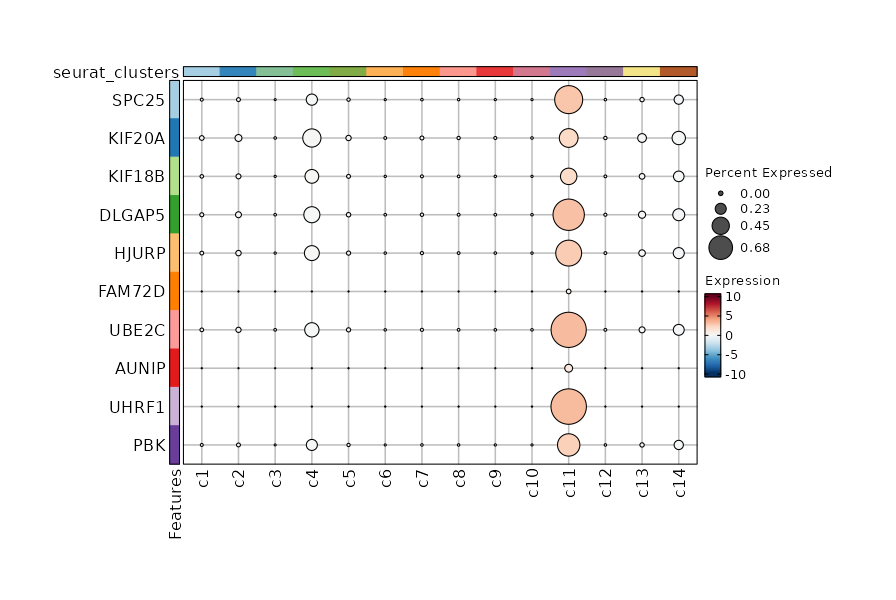 seurat_clusters
SPC25
KIF20A
KIF18B
DLGAP5
HJURP
FAM72D
UBE2C
AUNIP
UHRF1
PBK
Features
c1
c2
c3
c4
c5
c6
c7
c8
c9
c10
c11
c12
c13
c14
Percent Expressed
0.00
0.23
0.45
0.68
Expression
10
5
0
-5
-10